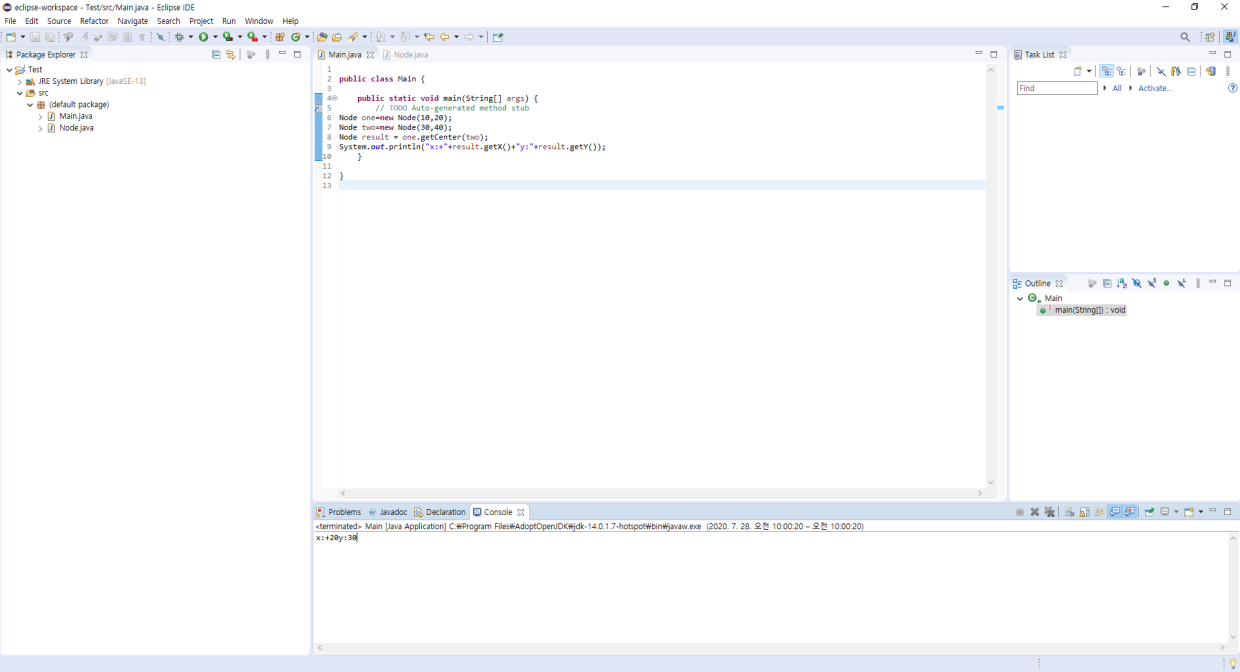 eclipse-workspace - Test/src/Main.java - Eclipse IDE
File Edit Source Refactor Navigate Search Project Run Window Help
Package Explorer
Test
JRE System Library [JavaSE-13]
src
(default package)
Main.java
Node.java
Main.java Node.java
1
2 public class Main {
3
4 public static void main(String[] args) {
5 // TODO Auto-generated method stub
6 Node one=new Node(10,20);
7 Node two=new Node(30,40);
8 Node result = one.getCenter(two);
9 System.out.println("x:+"+result.getX()+"y:"+result.getY());
10 }
11
12 }
13
Task List
Find All Activate...
Outline
Main
main(String[]) : void
Problems Javadoc Declaration Console
<terminated> Main [Java Application] C:₩Program Files₩AdoptOpenJDK₩jdk-14.0.1.7-hotspot₩bin₩javaw.exe (2020. 7. 28. 오전 10:00:20 – 오전 10:00:20)
x:+20y:30